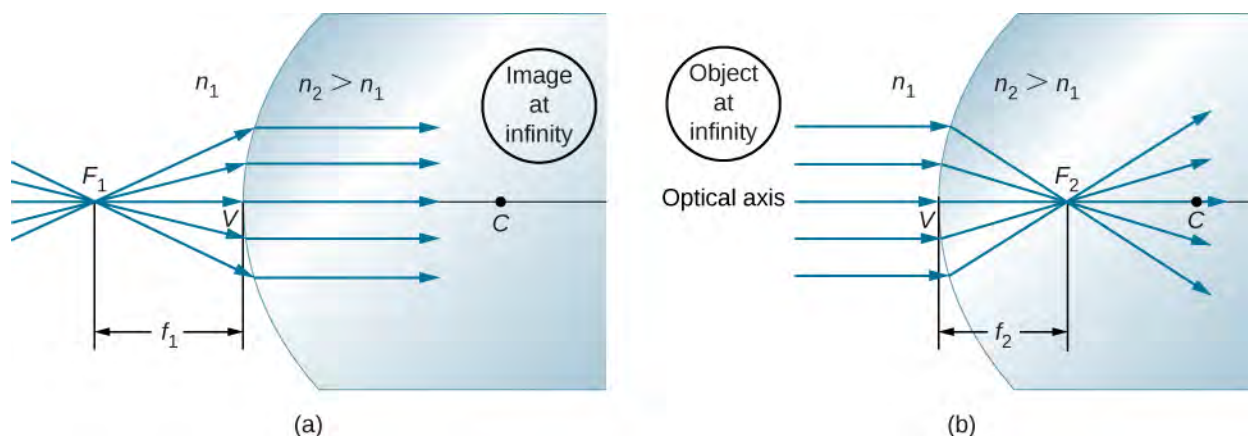 n₁
n₂ > n₁
Image
at
infinity
F₁
V
C
f₁
(a)
Object
at
infinity
n₁
n₂ > n₁
Optical axis
F₂
V
C
f₂
(b)